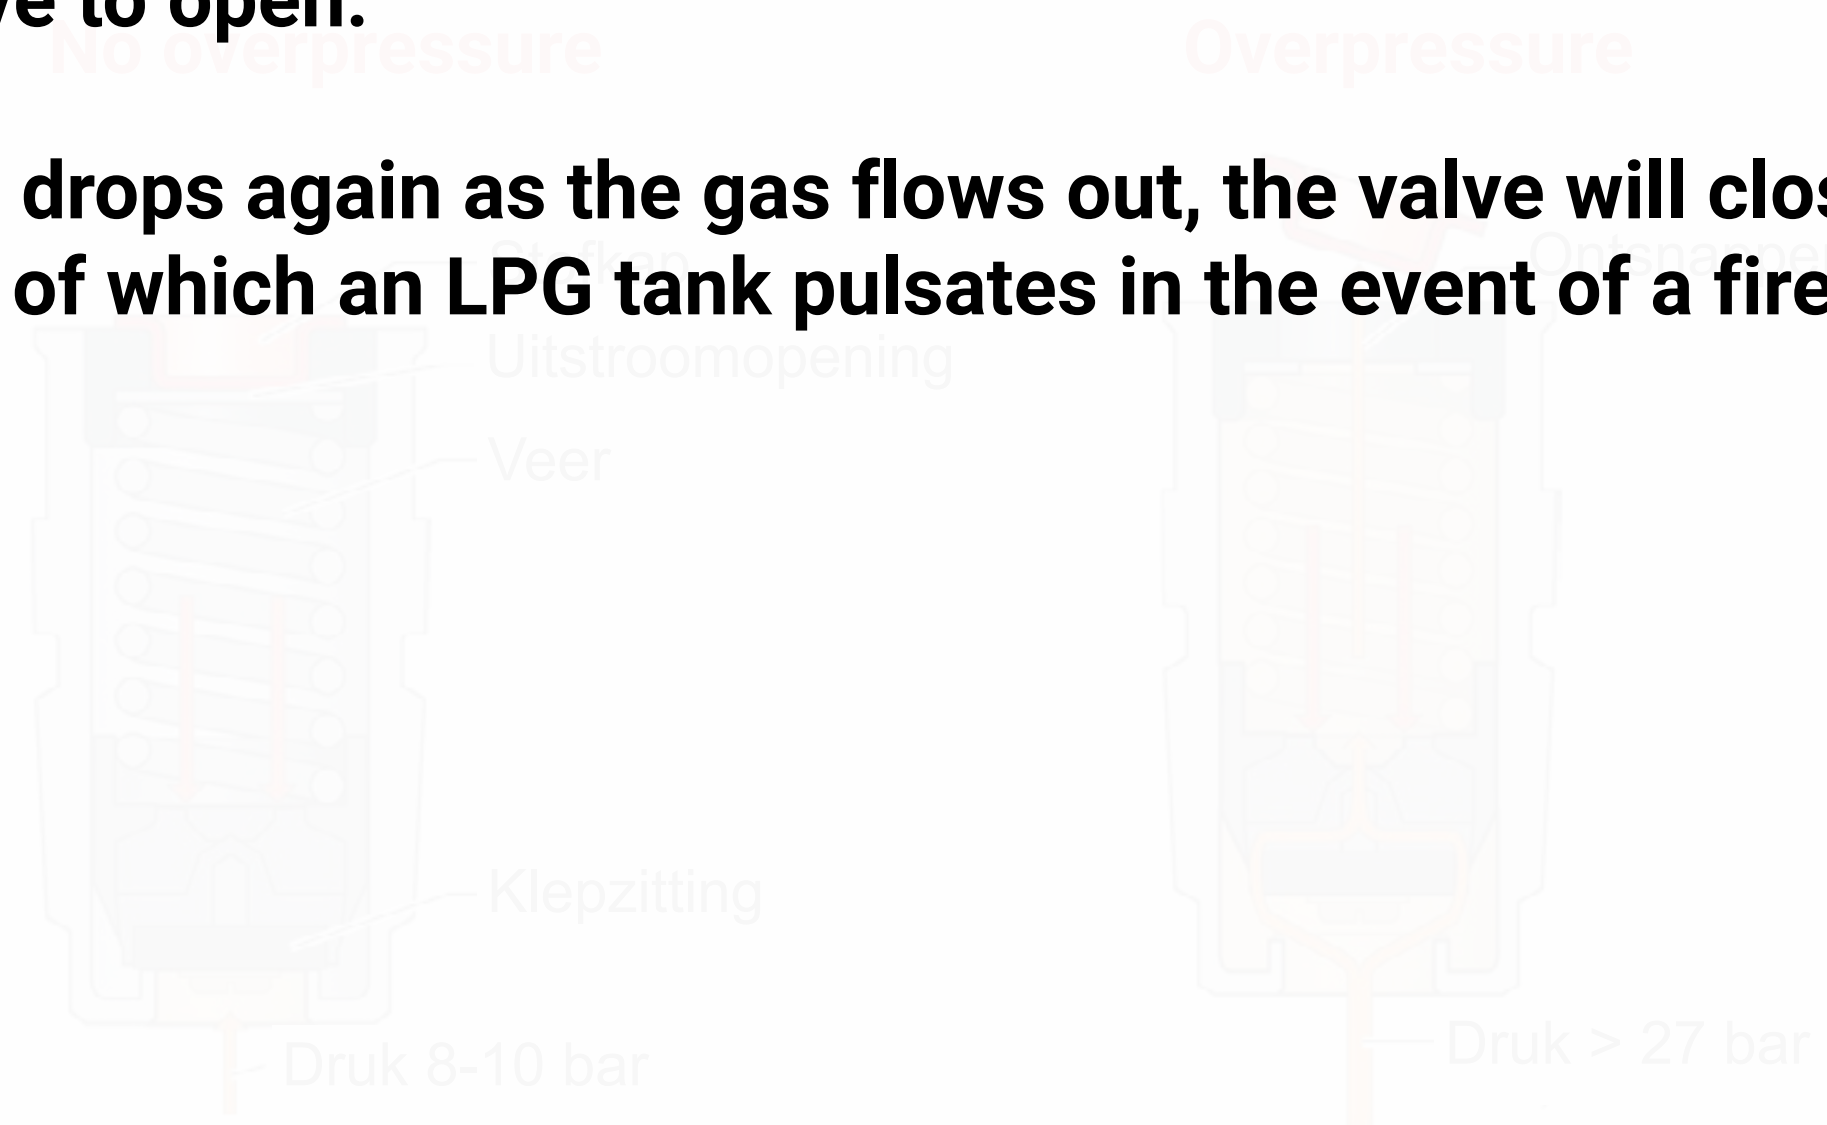 ve to open.
No overpressure
Overpressure
drops again as the gas flows out, the valve will clos
of which an LPG tank pulsates in the event of a fire
Stofkap
Ontsnappe
Uitstroomopening
Veer
Klepzitting
Druk 8-10 bar
Druk > 27 bar